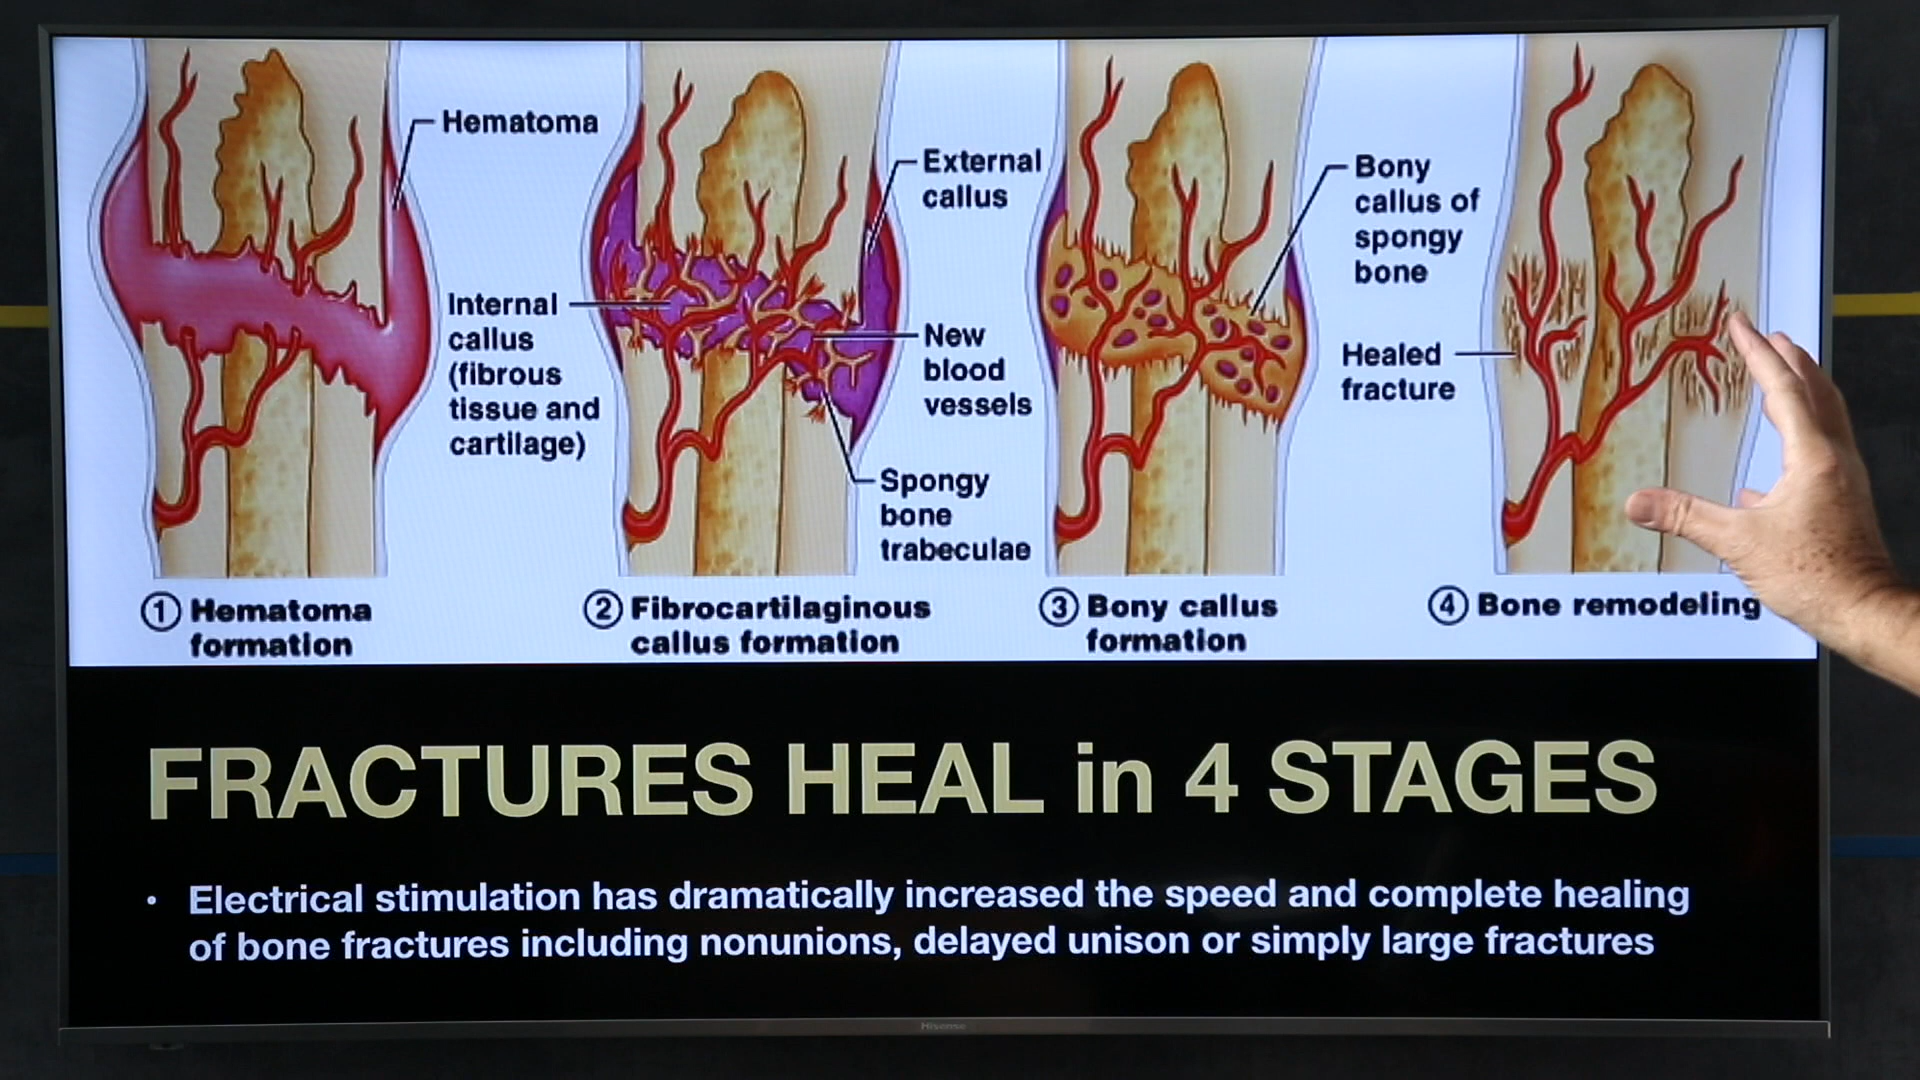 Hematoma
Internal
callus
(fibrous
tissue and
cartilage)
External
callus
New
blood
vessels
Spongy
bone
trabeculae
Bony
callus of
spongy
bone
Healed
fracture
① Hematoma
formation
② Fibrocartilaginous
callus formation
③ Bony callus
formation
④ Bone remodeling
FRACTURES HEAL in 4 STAGES
• Electrical stimulation has dramatically increased the speed and complete healing
of bone fractures including nonunions, delayed unison or simply large fractures
Hisense